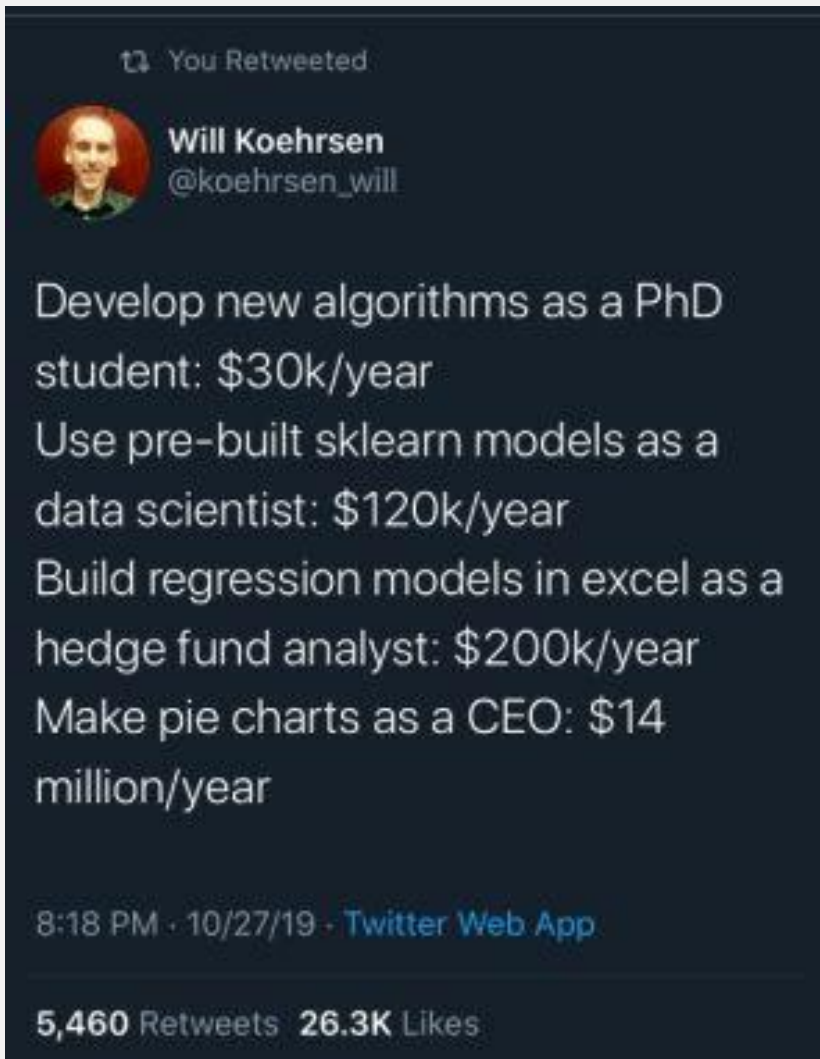 You Retweeted
Will Koehrsen
@koehrsen_will
Develop new algorithms as a PhD
student: $30k/year
Use pre-built sklearn models as a
data scientist: $120k/year
Build regression models in excel as a
hedge fund analyst: $200k/year
Make pie charts as a CEO: $14
million/year
8:18 PM · 10/27/19 · Twitter Web App
5,460 Retweets 26.3K Likes